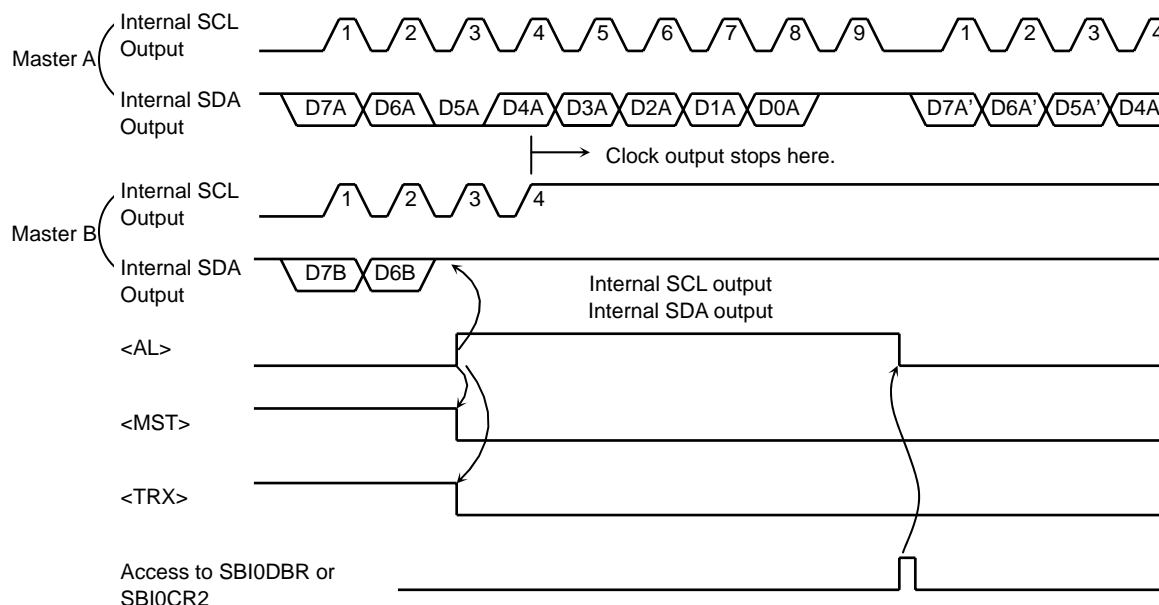 Master A
Internal SCL
Output
1 2 3 4 5 6 7 8 9 1 2 3 4
Internal SDA
Output
D7A D6A D5A D4A D3A D2A D1A D0A D7A' D6A' D5A' D4A
Clock output stops here.
Master B
Internal SCL
Output
1 2 3 4
Internal SDA
Output
D7B D6B
Internal SCL output
Internal SDA output
<AL>
<MST>
<TRX>
Access to SBI0DBR or
SBI0CR2